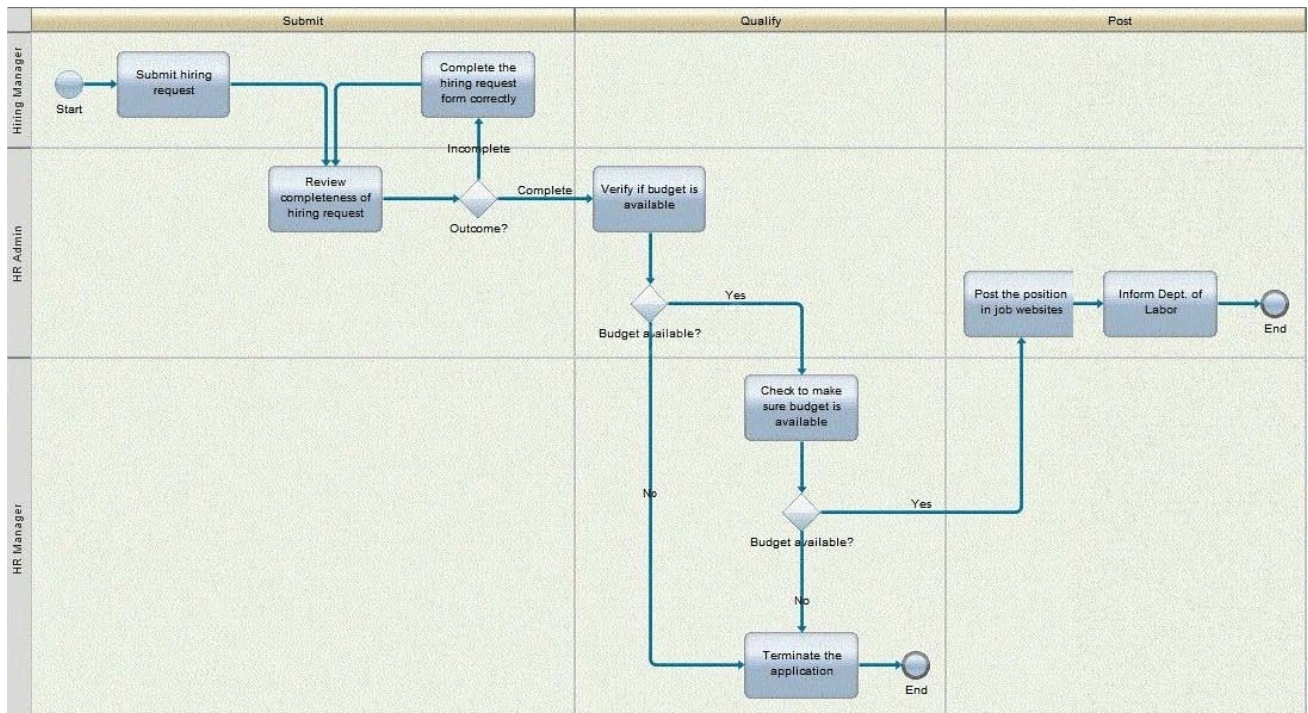 Submit
Qualify
Post
Hiring Manager
Start
Submit hiring
request
Complete the
hiring request
form correctly
Incomplete
HR Admin
Review
completeness of
hiring request
Outcome?
Complete
Verify if budget is
available
Budget available?
Yes
Post the position
in job websites
Inform Dept. of
Labor
End
HR Manager
Check to make
sure budget is
available
No
Budget available?
Yes
No
Terminate the
application
End